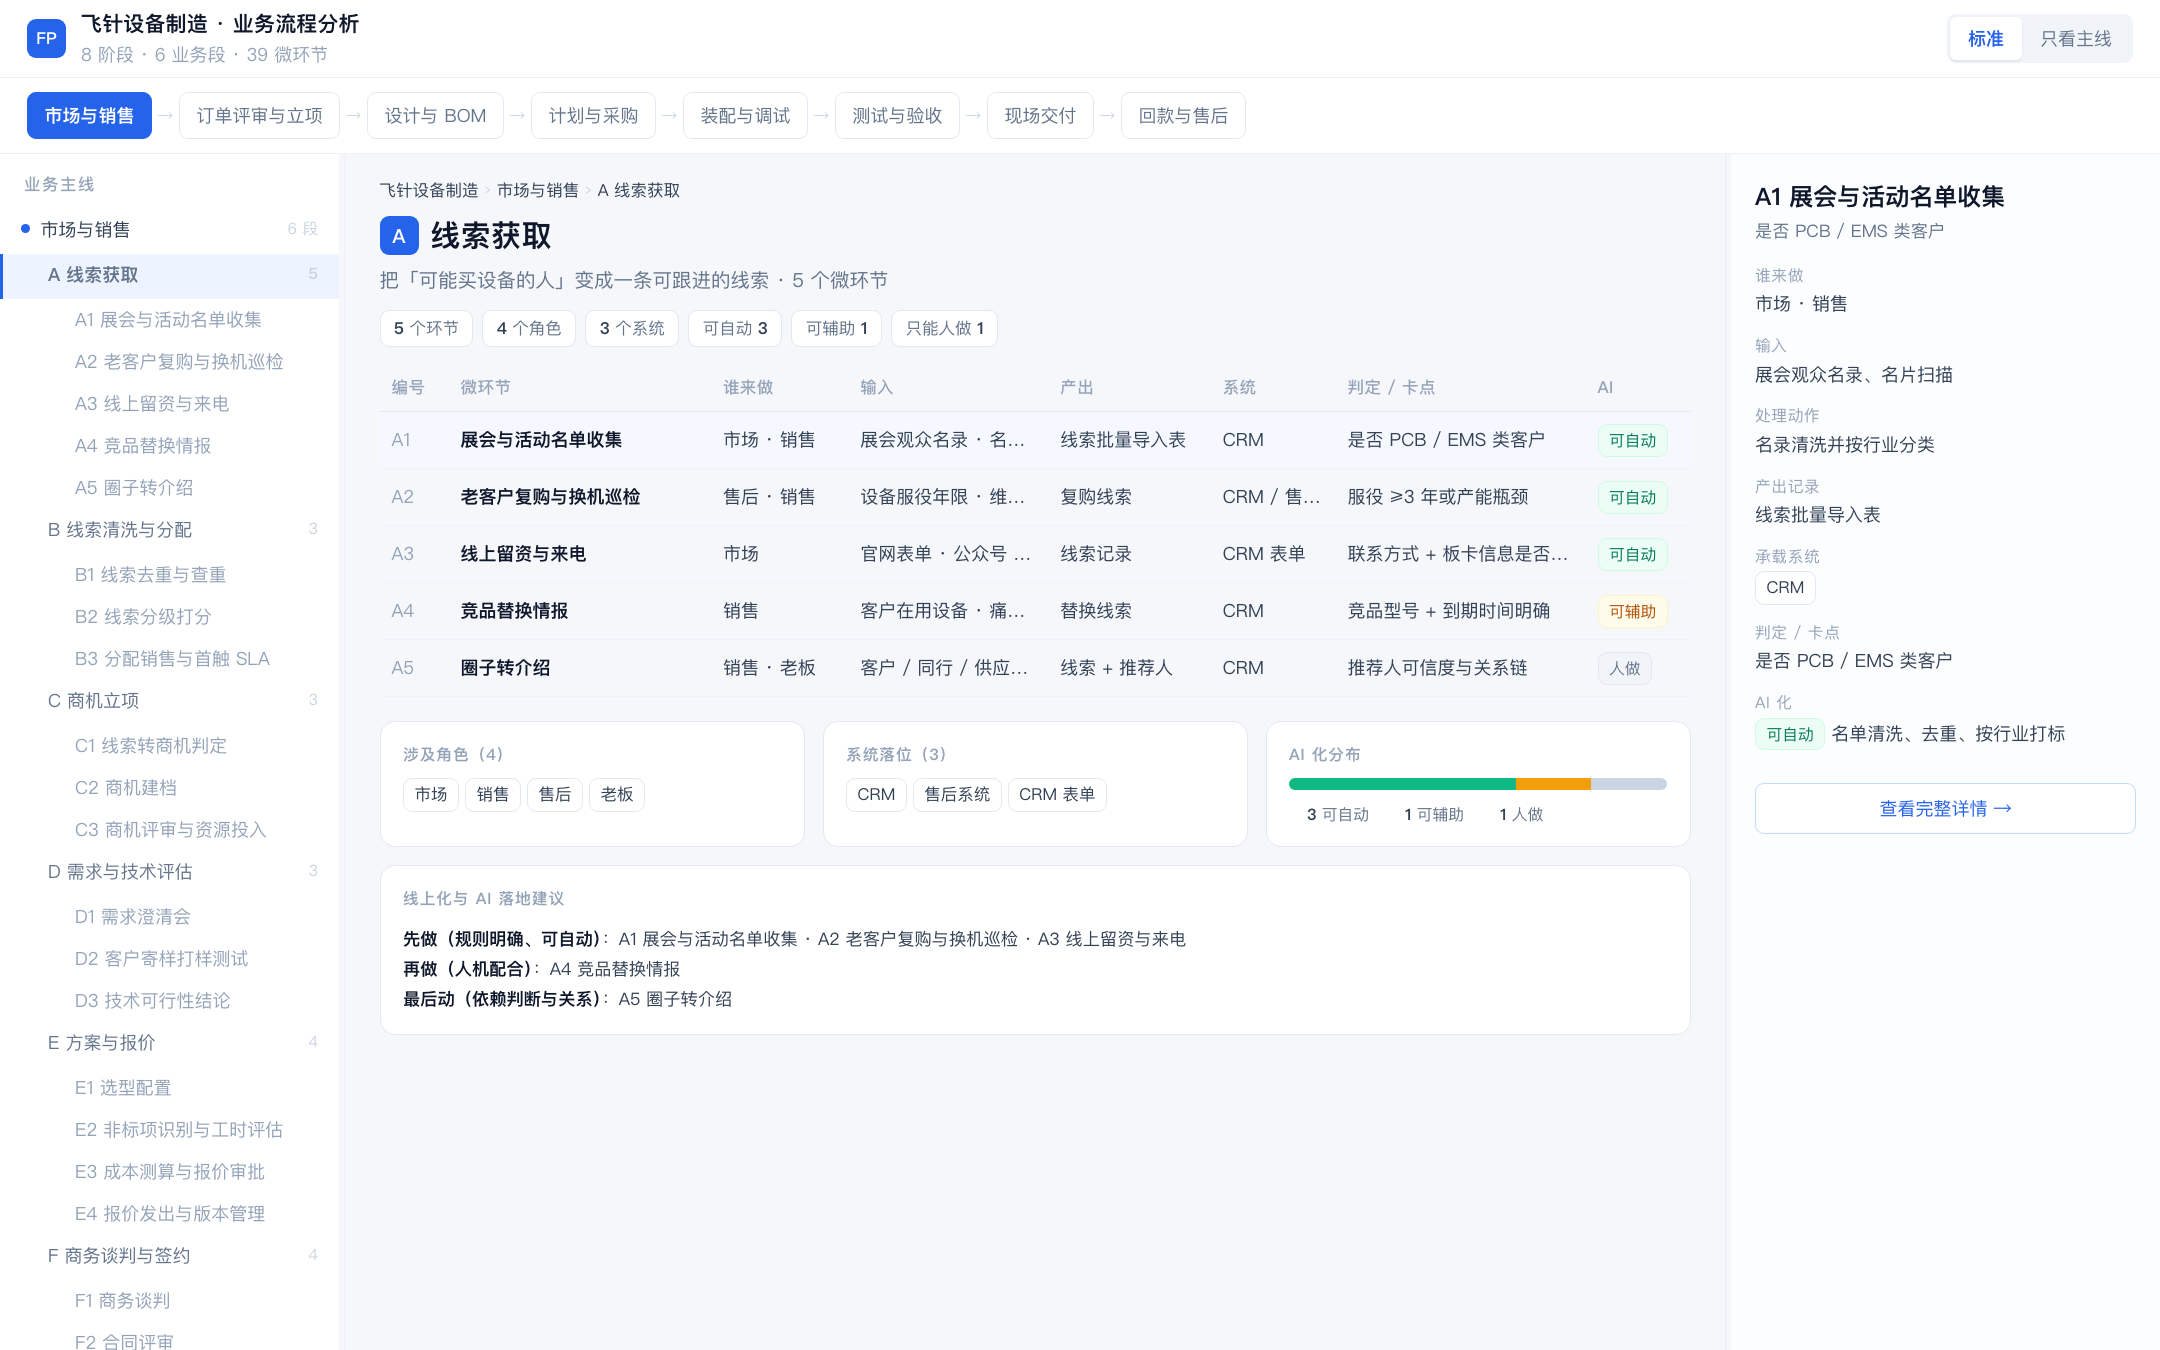 FP
飞针设备制造 · 业务流程分析
8 阶段 · 6 业务段 · 39 微环节
标准 只看主线
市场与销售 → 订单评审与立项 → 设计与 BOM → 计划与采购 → 装配与调试 → 测试与验收 → 现场交付 → 回款与售后
业务主线
市场与销售 6 段
A 线索获取 5
A1 展会与活动名单收集
A2 老客户复购与换机巡检
A3 线上留资与来电
A4 竞品替换情报
A5 圈子转介绍
B 线索清洗与分配 3
B1 线索去重与查重
B2 线索分级打分
B3 分配销售与首触 SLA
C 商机立项 3
C1 线索转商机判定
C2 商机建档
C3 商机评审与资源投入
D 需求与技术评估 3
D1 需求澄清会
D2 客户寄样打样测试
D3 技术可行性结论
E 方案与报价 4
E1 选型配置
E2 非标项识别与工时评估
E3 成本测算与报价审批
E4 报价发出与版本管理
F 商务谈判与签约 4
F1 商务谈判
F2 合同评审
飞针设备制造 › 市场与销售 › A 线索获取
A 线索获取
把「可能买设备的人」变成一条可跟进的线索 · 5 个微环节
5 个环节 4 个角色 3 个系统 可自动 3 可辅助 1 只能人做 1
编号 微环节 谁来做 输入 产出 系统 判定 / 卡点 AI
A1 展会与活动名单收集 市场 · 销售 展会观众名录 · 名… 线索批量导入表 CRM 是否 PCB / EMS 类客户 可自动
A2 老客户复购与换机巡检 售后 · 销售 设备服役年限 · 维… 复购线索 CRM / 售… 服役 ≥3 年或产能瓶颈 可自动
A3 线上留资与来电 市场 官网表单 · 公众号 … 线索记录 CRM 表单 联系方式 + 板卡信息是否… 可自动
A4 竞品替换情报 销售 客户在用设备 · 痛… 替换线索 CRM 竞品型号 + 到期时间明确 可辅助
A5 圈子转介绍 销售 · 老板 客户 / 同行 / 供应… 线索 + 推荐人 CRM 推荐人可信度与关系链 人做
涉及角色（4）
市场 销售 售后 老板
系统落位（3）
CRM 售后系统 CRM 表单
AI 化分布
3 可自动 1 可辅助 1 人做
线上化与 AI 落地建议
先做（规则明确、可自动）：A1 展会与活动名单收集 · A2 老客户复购与换机巡检 · A3 线上留资与来电
再做（人机配合）：A4 竞品替换情报
最后动（依赖判断与关系）：A5 圈子转介绍
A1 展会与活动名单收集
是否 PCB / EMS 类客户
谁来做
市场 · 销售
输入
展会观众名录、名片扫描
处理动作
名录清洗并按行业分类
产出记录
线索批量导入表
承载系统
CRM
判定 / 卡点
是否 PCB / EMS 类客户
AI 化
可自动 名单清洗、去重、按行业打标
查看完整详情 →